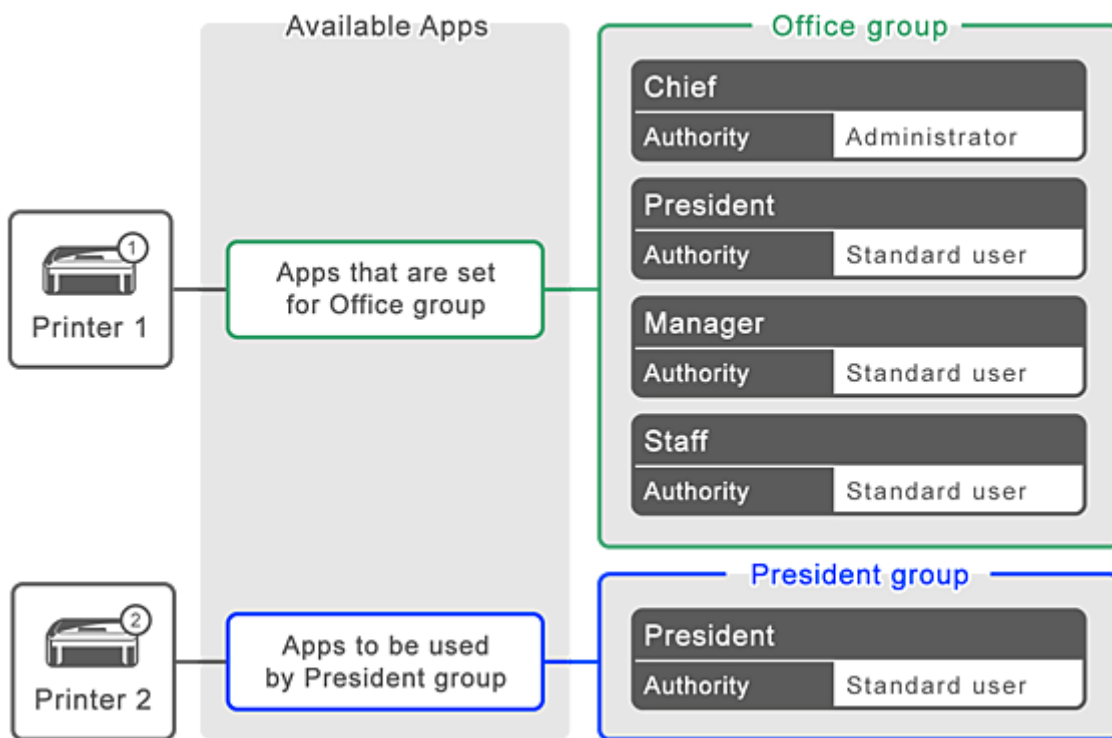 Available Apps
Office group
Chief
Authority Administrator
President
Authority Standard user
1
Printer 1
Apps that are set
for Office group
Manager
Authority Standard user
Staff
Authority Standard user
President group
2
Printer 2
Apps to be used
by President group
President
Authority Standard user